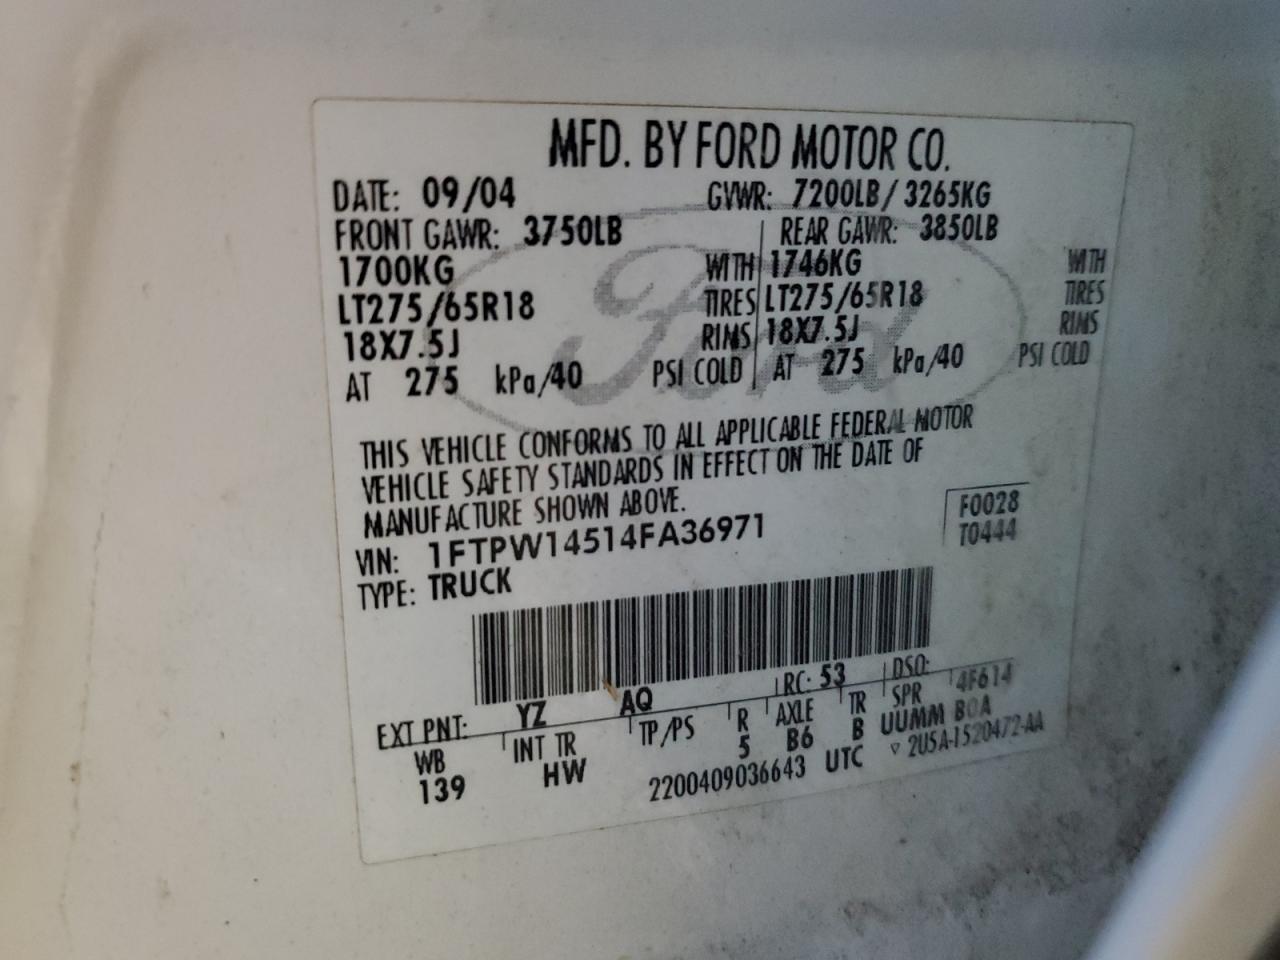 MFD. BY FORD MOTOR CO.
DATE: 09/04 GVWR: 7200LB/ 3265KG
FRONT GAWR: 3750LB REAR GAWR: 3850LB
1700KG WITH 1746KG WITH
LT275/65R18 TIRES LT275/65R18 TIRES
18X7.5J RIMS 18X7.5J RIMS
AT 275 kPa/40 PSI COLD AT 275 kPa/40 PSI COLD
Ford
THIS VEHICLE CONFORMS TO ALL APPLICABLE FEDERAL MOTOR
VEHICLE SAFETY STANDARDS IN EFFECT ON THE DATE OF
MANUFACTURE SHOWN ABOVE.
VIN: 1FTPW14514FA36971 F0028
TYPE: TRUCK T0444
EXT PNT: YZ AQ RC: 53 DSO: 4F614
WB INT TR TP/PS R AXLE TR SPR
139 HW 5 B6 B UUMM BOA
2200409036643 UTC ▽ 2U5A-1520472-AA